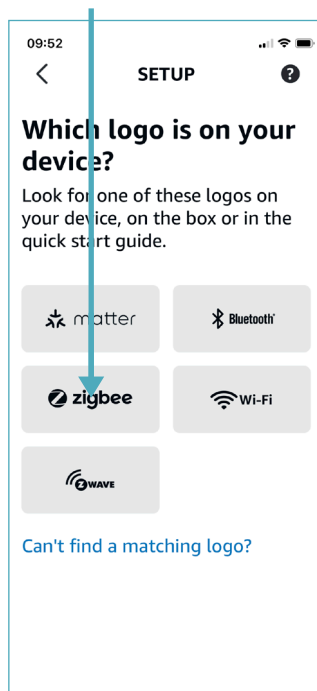 09:52
SETUP
?
Which logo is on your
device?
Look for one of these logos on
your device, on the box or in the
quick start guide.
matter
Bluetooth®
zigbee
Wi-Fi
Z WAVE
Can't find a matching logo?